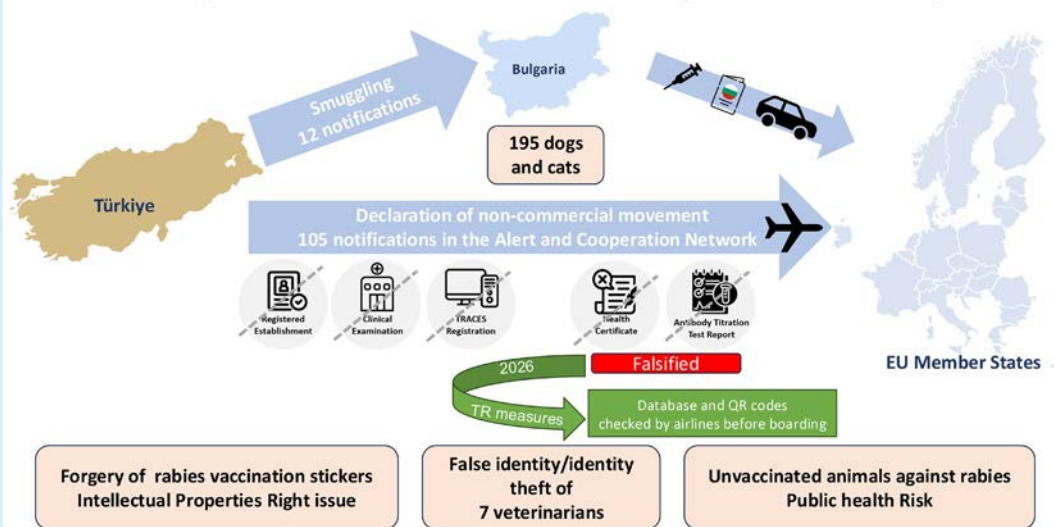 Bulgaria
Smuggling
12 notifications
195 dogs
and cats
Türkiye
Declaration of non-commercial movement
105 notifications in the Alert and Cooperation Network
Registered
Establishment
Clinical
Examination
TRACES
Registration
Health
Certificate
Antibody Titration
Test Report
EU Member States
2026
Falsified
TR measures
Database and QR codes
checked by airlines before boarding
Forgery of rabies vaccination stickers
Intellectual Properties Right issue
False identity/identity
theft of
7 veterinarians
Unvaccinated animals against rabies
Public health Risk